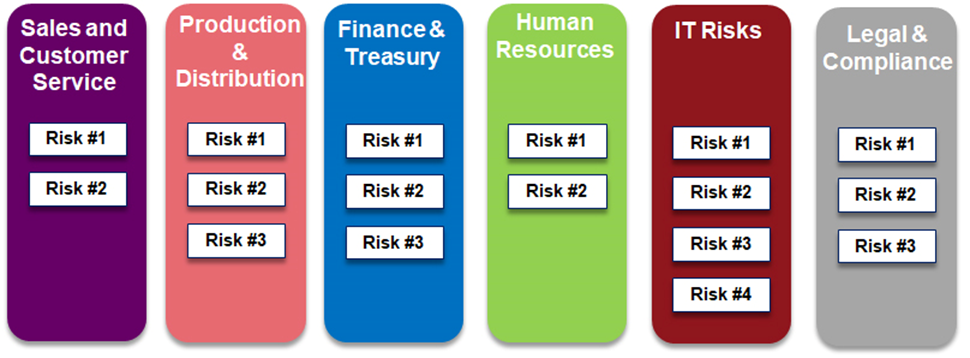 Sales and
Customer
Service
Risk #1
Risk #2
Production
&
Distribution
Risk #1
Risk #2
Risk #3
Finance &
Treasury
Risk #1
Risk #2
Risk #3
Human
Resources
Risk #1
Risk #2
IT Risks
Risk #1
Risk #2
Risk #3
Risk #4
Legal &
Compliance
Risk #1
Risk #2
Risk #3